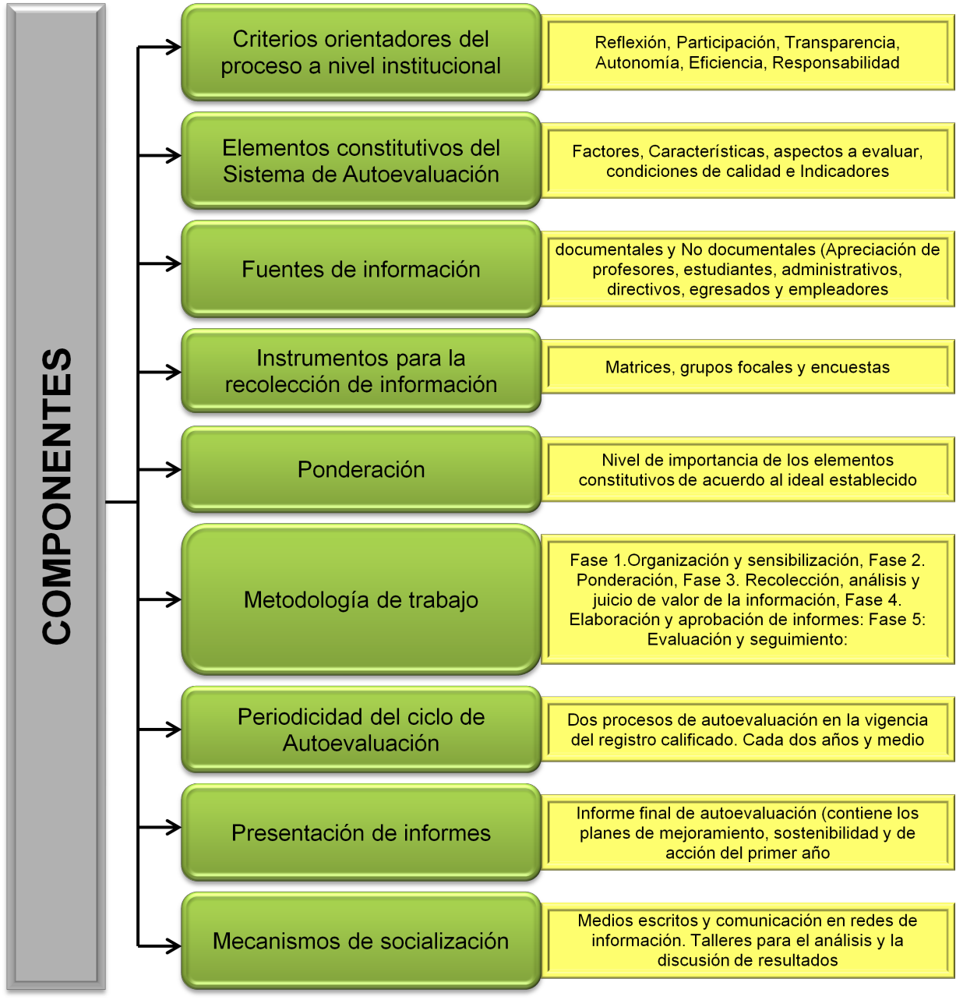 COMPONENTES
Criterios orientadores del
proceso a nivel institucional
Reflexión, Participación, Transparencia,
Autonomía, Eficiencia, Responsabilidad
Elementos constitutivos del
Sistema de Autoevaluación
Factores, Características, aspectos a evaluar,
condiciones de calidad e Indicadores
Fuentes de información
documentales y No documentales (Apreciación de
profesores, estudiantes, administrativos,
directivos, egresados y empleadores
Instrumentos para la
recolección de información
Matrices, grupos focales y encuestas
Ponderación
Nivel de importancia de los elementos
constitutivos de acuerdo al ideal establecido
Metodología de trabajo
Fase 1.Organización y sensibilización, Fase 2.
Ponderación, Fase 3. Recolección, análisis y
juicio de valor de la información, Fase 4.
Elaboración y aprobación de informes: Fase 5:
Evaluación y seguimiento:
Periodicidad del ciclo de
Autoevaluación
Dos procesos de autoevaluación en la vigencia
del registro calificado. Cada dos años y medio
Presentación de informes
Informe final de autoevaluación (contiene los
planes de mejoramiento, sostenibilidad y de
acción del primer año
Mecanismos de socialización
Medios escritos y comunicación en redes de
información. Talleres para el análisis y la
discusión de resultados